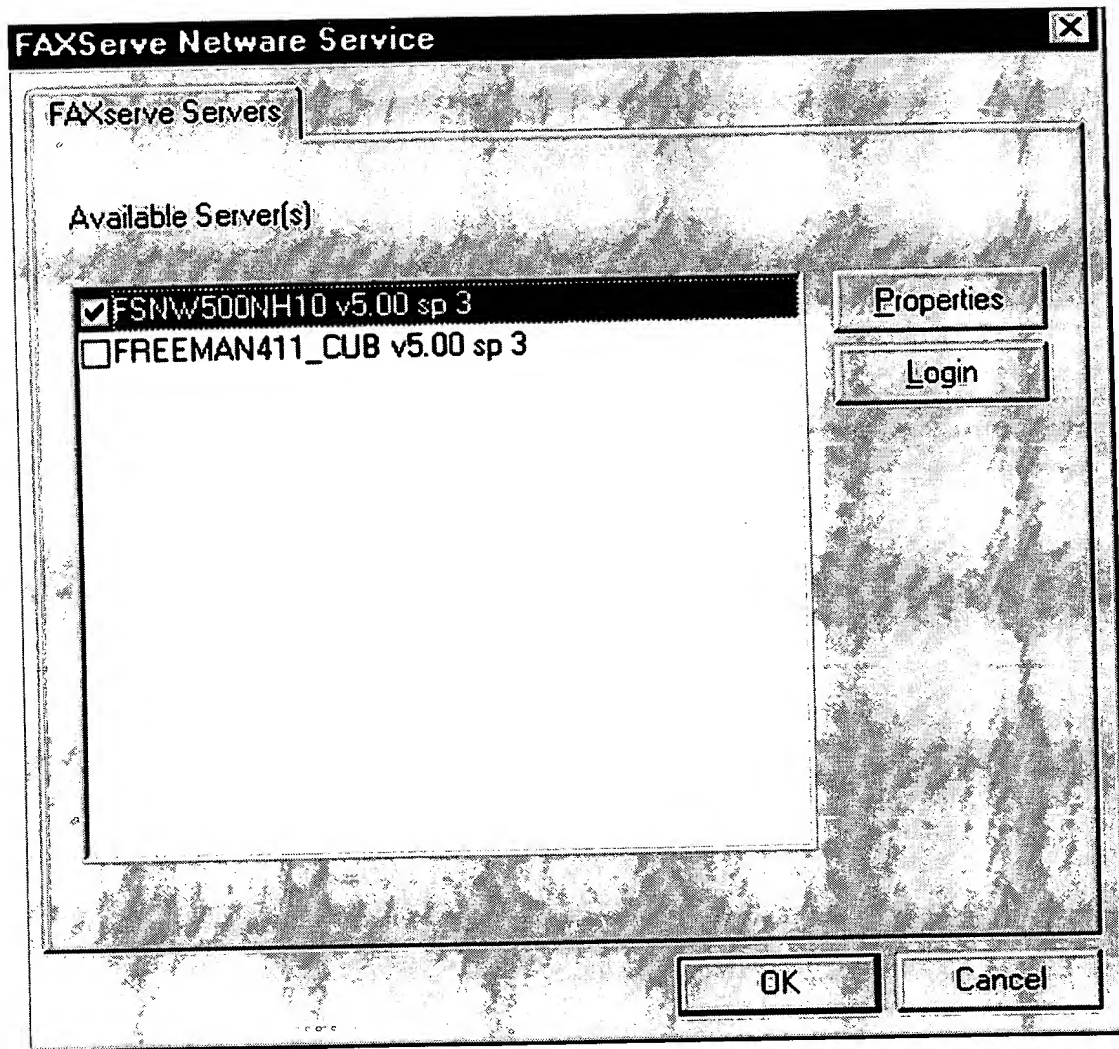 FAXServe Netware Service
FAXserve Servers
Available Server(s)
FSNW500NH10 v5.00 sp 3
FREEMAN411_CUB v5.00 sp 3
Properties
Login
OK
Cancel